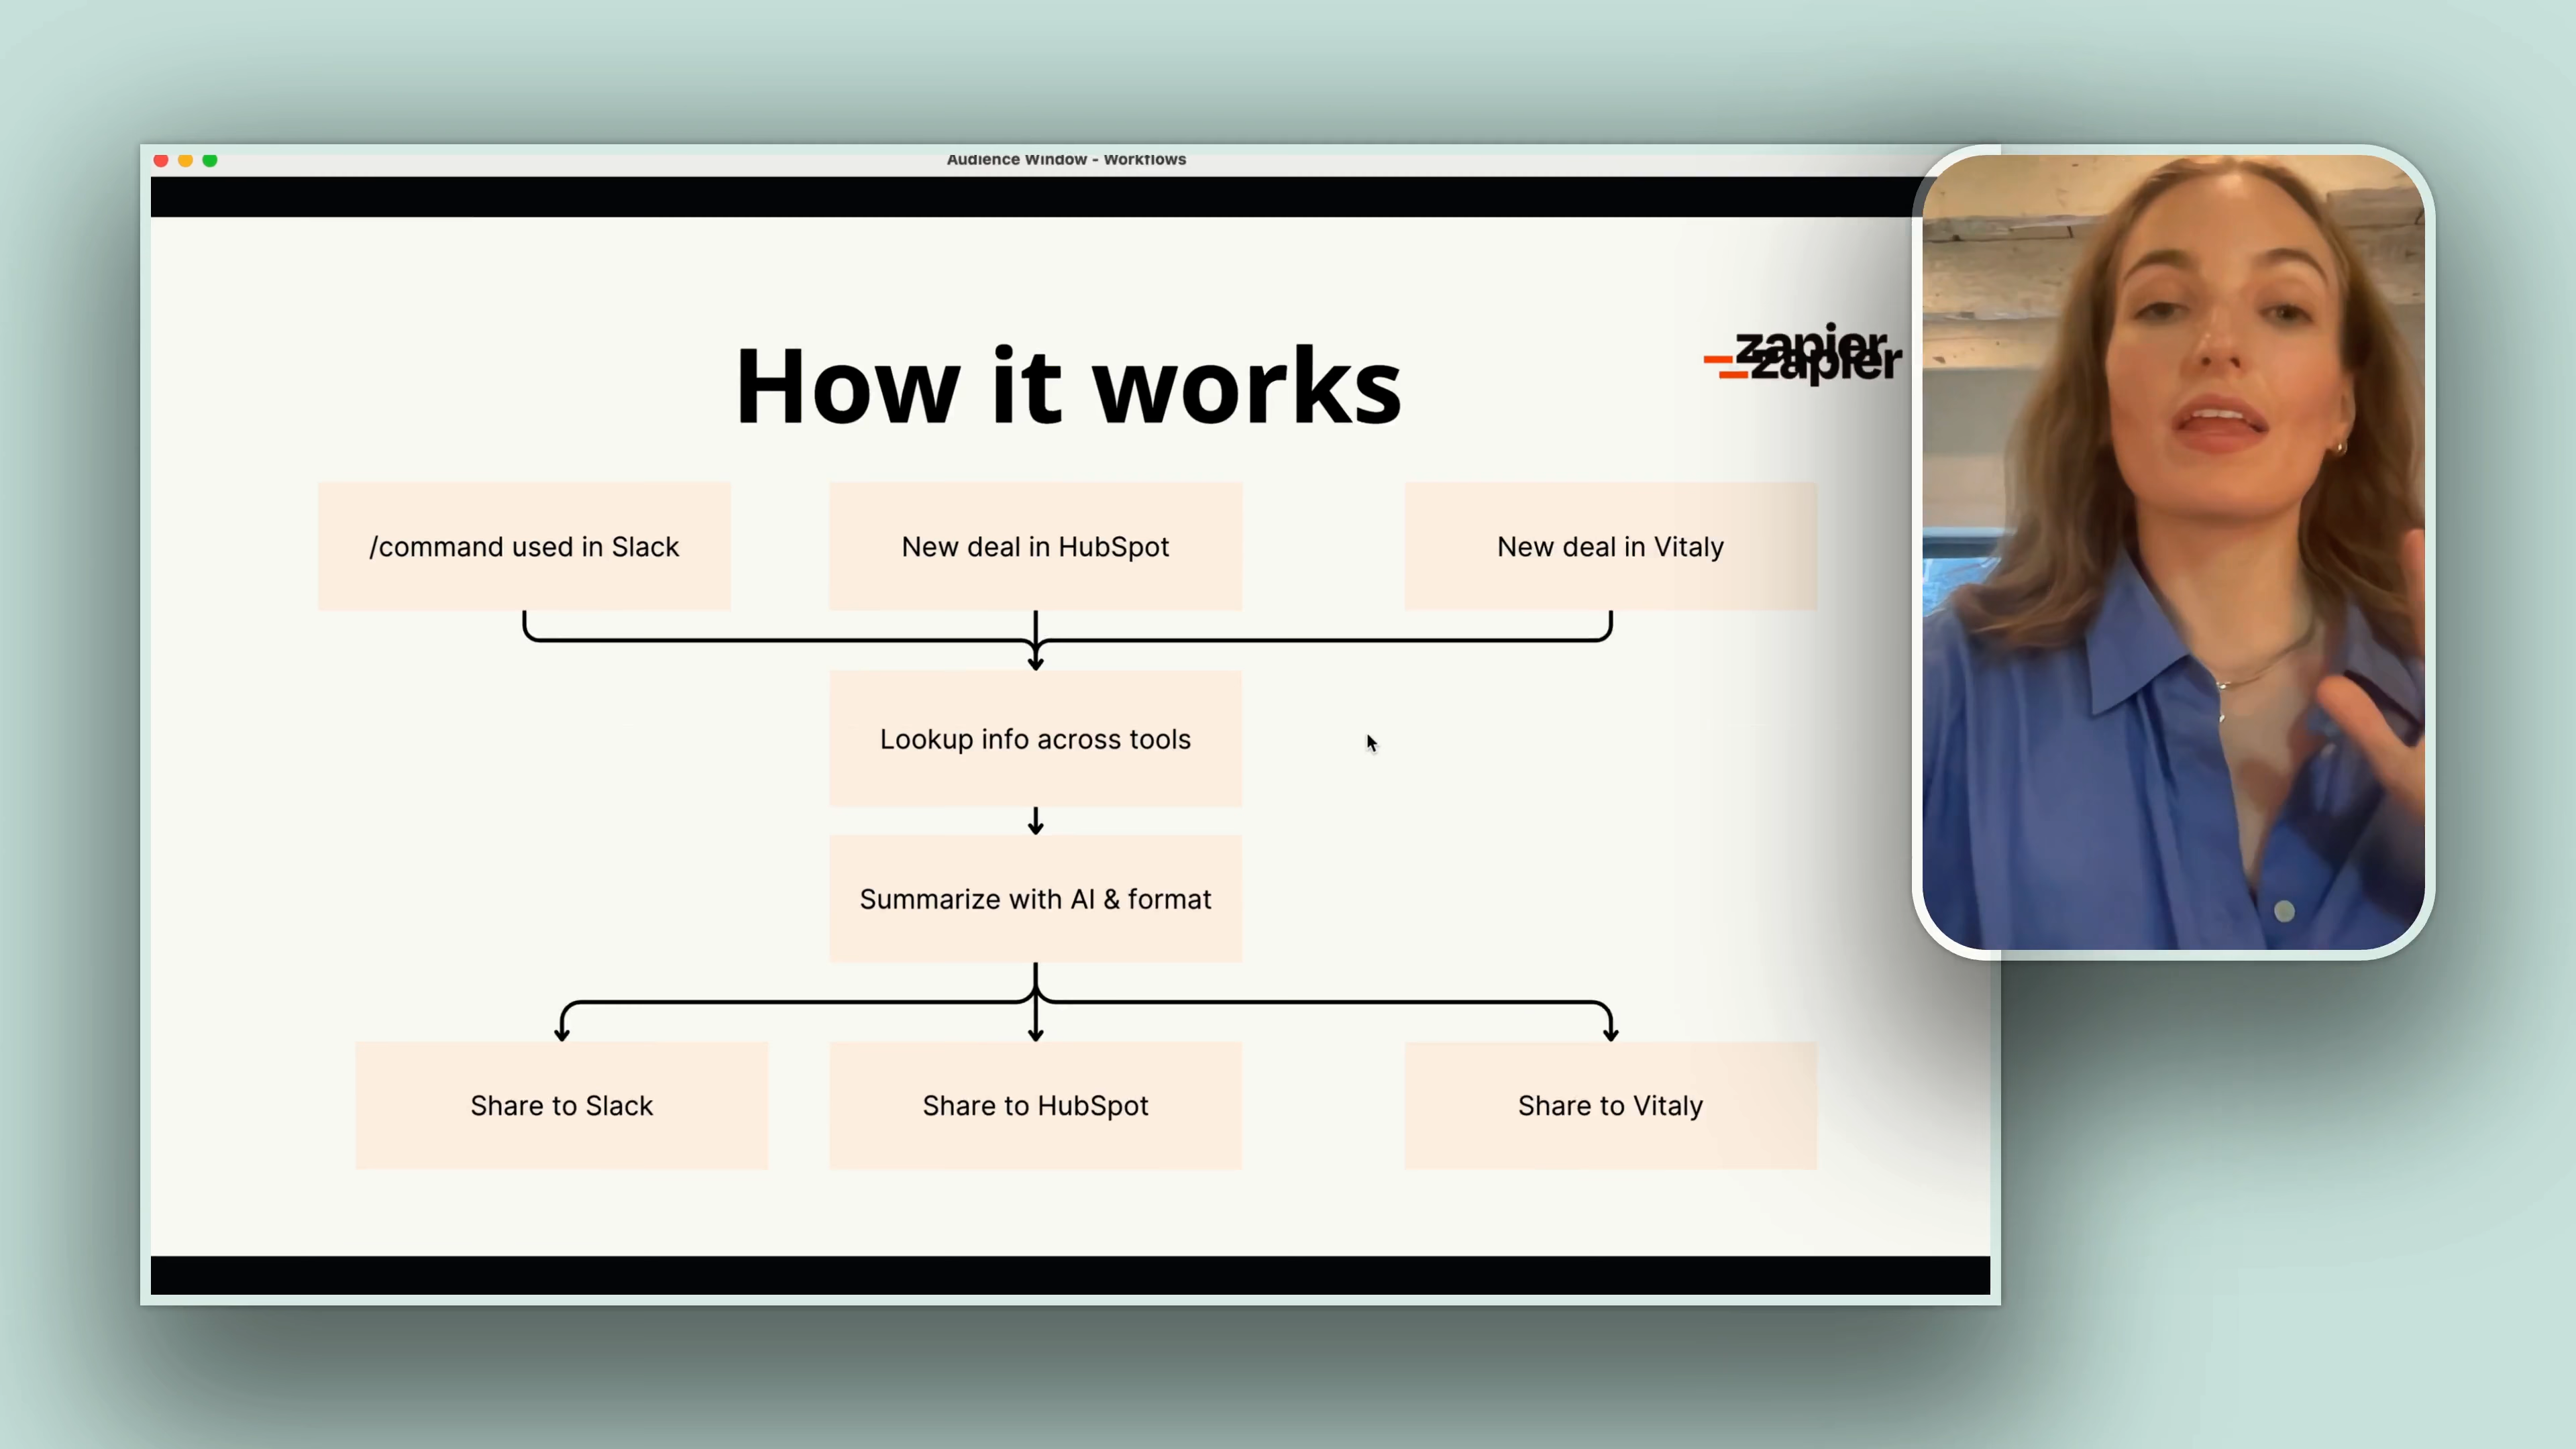 Audience Window - Workflows
How it works
zapier
zapier
/command used in Slack
New deal in HubSpot
New deal in Vitaly
Lookup info across tools
Summarize with AI & format
Share to Slack
Share to HubSpot
Share to Vitaly